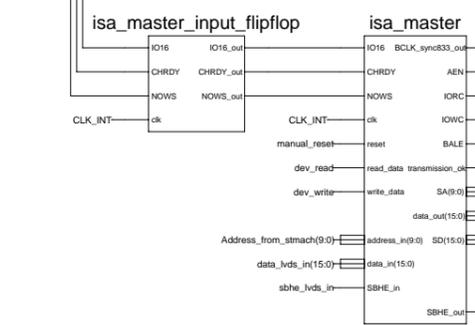 isa_master_input_flipflop
isa_master
IO16
IO16_out
IO16
BCLK_sync833_out
CHRDY
CHRDY_out
CHRDY
AEN
NOWS
NOWS_out
NOWS
IORC
CLK_INT
clk
CLK_INT
clk
IOWC
manual_reset
reset
BALE
dev_read
read_data
transmission_ok
dev_write
write_data
SA(9:0)
data_out(15:0)
Address_from_stmach(9:0)
address_in(9:0)
SD(15:0)
data_lvds_in(15:0)
data_in(15:0)
sbhe_lvds_in
SBHE_in
SBHE_out